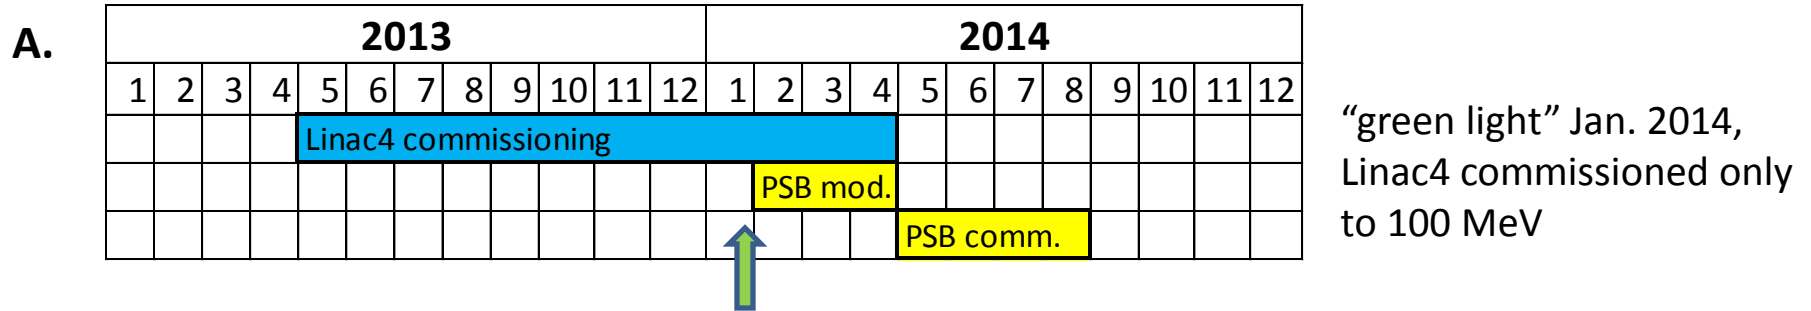 A.
2013 2014
1 2 3 4 5 6 7 8 9 10 11 12 1 2 3 4 5 6 7 8 9 10 11 12
Linac4 commissioning
PSB mod.
PSB comm.
“green light” Jan. 2014,
Linac4 commissioned only
to 100 MeV